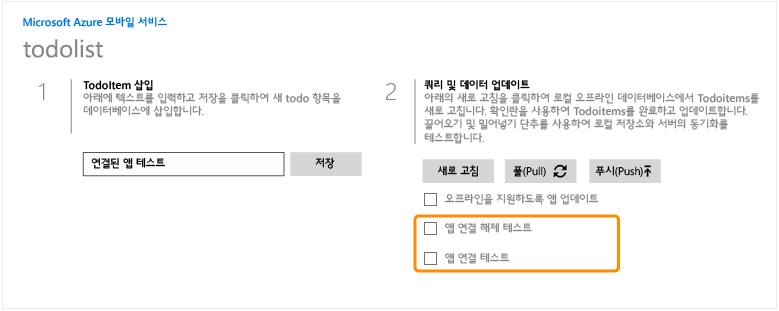 Microsoft Azure 모바일 서비스
todolist
1
TodoItem 삽입
아래에 텍스트를 입력하고 저장을 클릭하여 새 todo 항목을
데이터베이스에 삽입합니다.
연결된 앱 테스트
저장
2
쿼리 및 데이터 업데이트
아래의 새로 고침을 클릭하여 로컬 오프라인 데이터베이스에서 Todoitems를
새로 고칩니다. 확인란을 사용하여 Todoitems를 완료하고 업데이트합니다.
끌어오기 및 밀어넣기 단추를 사용하여 로컬 저장소와 서버의 동기화를
테스트합니다.
새로 고침
풀(Pull)
푸시(Push)
오프라인을 지원하도록 앱 업데이트
앱 연결 해제 테스트
앱 연결 테스트